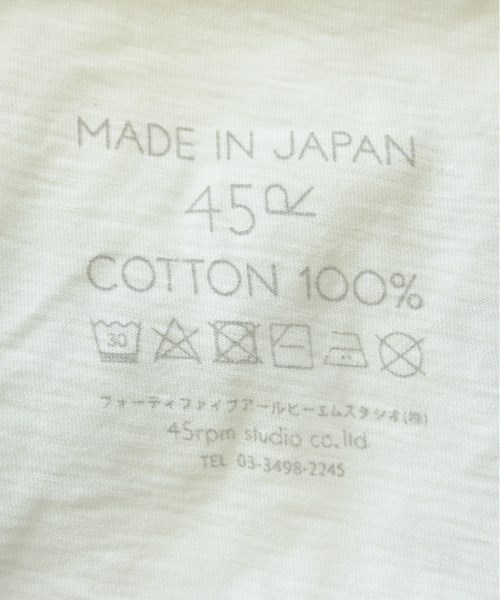 MADE IN JAPAN
45R
COTTON 100%
30
フォーティファイブアールピーエムスタジオ(株)
45rpm studio co.,ltd
TEL 03-3498-2245